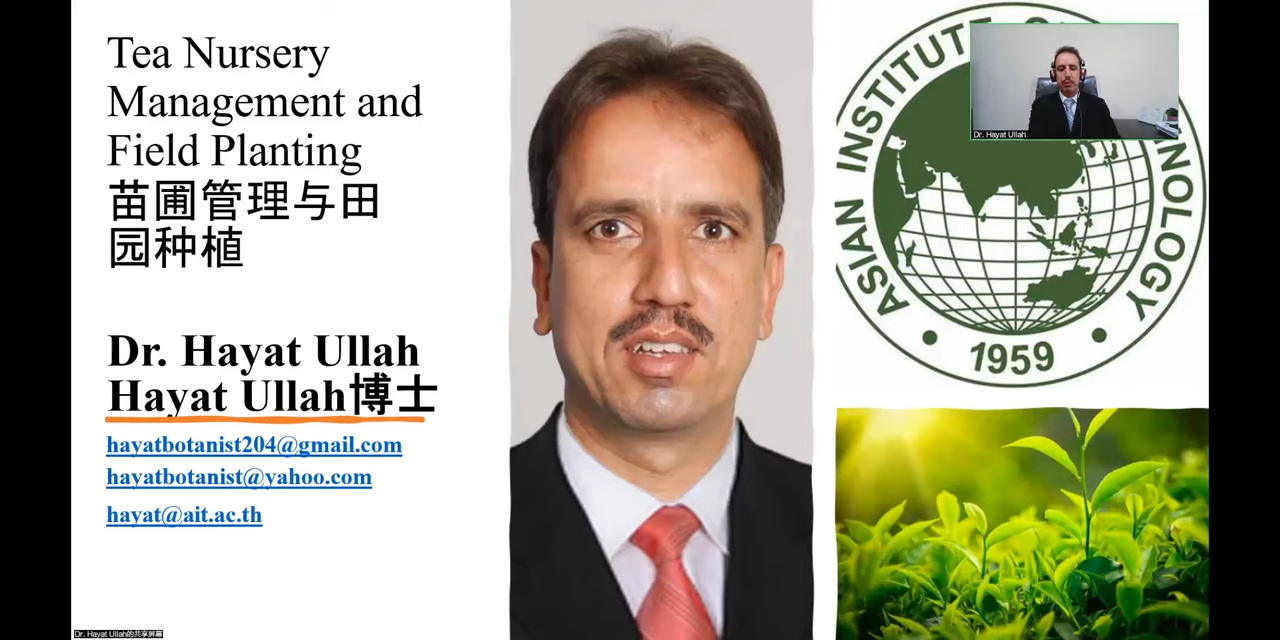 Tea Nursery
Management and
Field Planting
苗圃管理与田
园种植
Dr. Hayat Ullah
Hayat Ullah博士
hayatbotanist204@gmail.com
hayatbotanist@yahoo.com
hayat@ait.ac.th
ASIAN INSTITUTE
NOLOGY
1959
Dr. Hayat Ullah
Dr. Hayat Ullah的共享屏幕